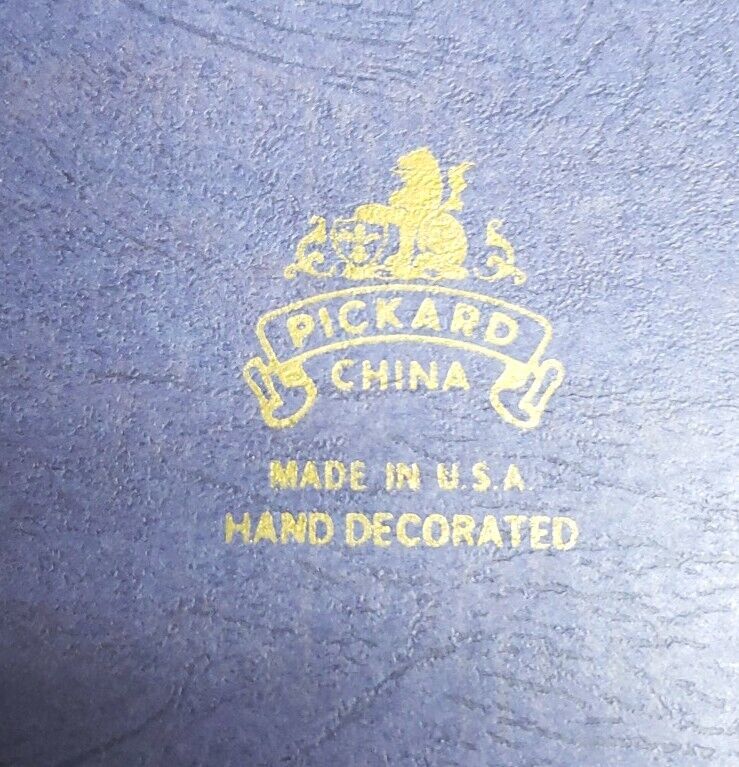 PICKARD
CHINA
MADE IN U.S.A.
HAND DECORATED